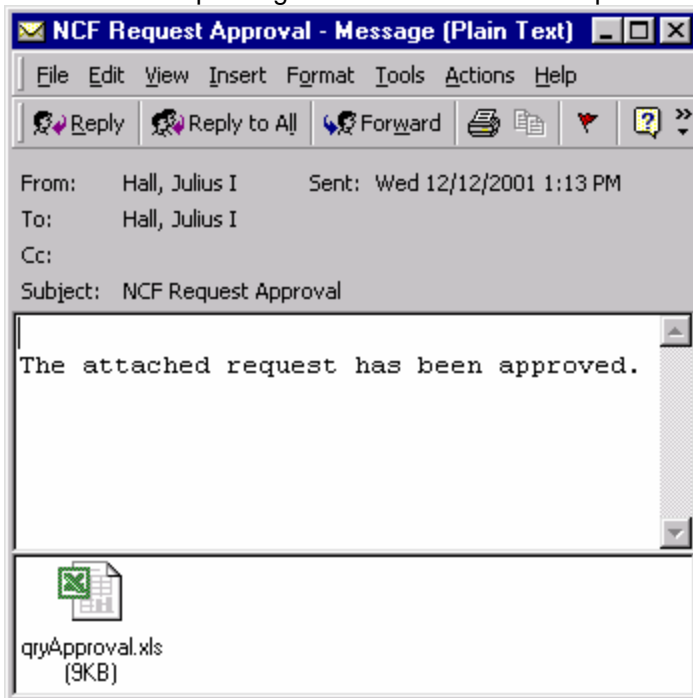 NCF Request Approval - Message (Plain Text)
File Edit View Insert Format Tools Actions Help
Reply Reply to All Forward
From: Hall, Julius I Sent: Wed 12/12/2001 1:13 PM
To: Hall, Julius I
Cc:
Subject: NCF Request Approval
The attached request has been approved.
qryApproval.xls
(9KB)